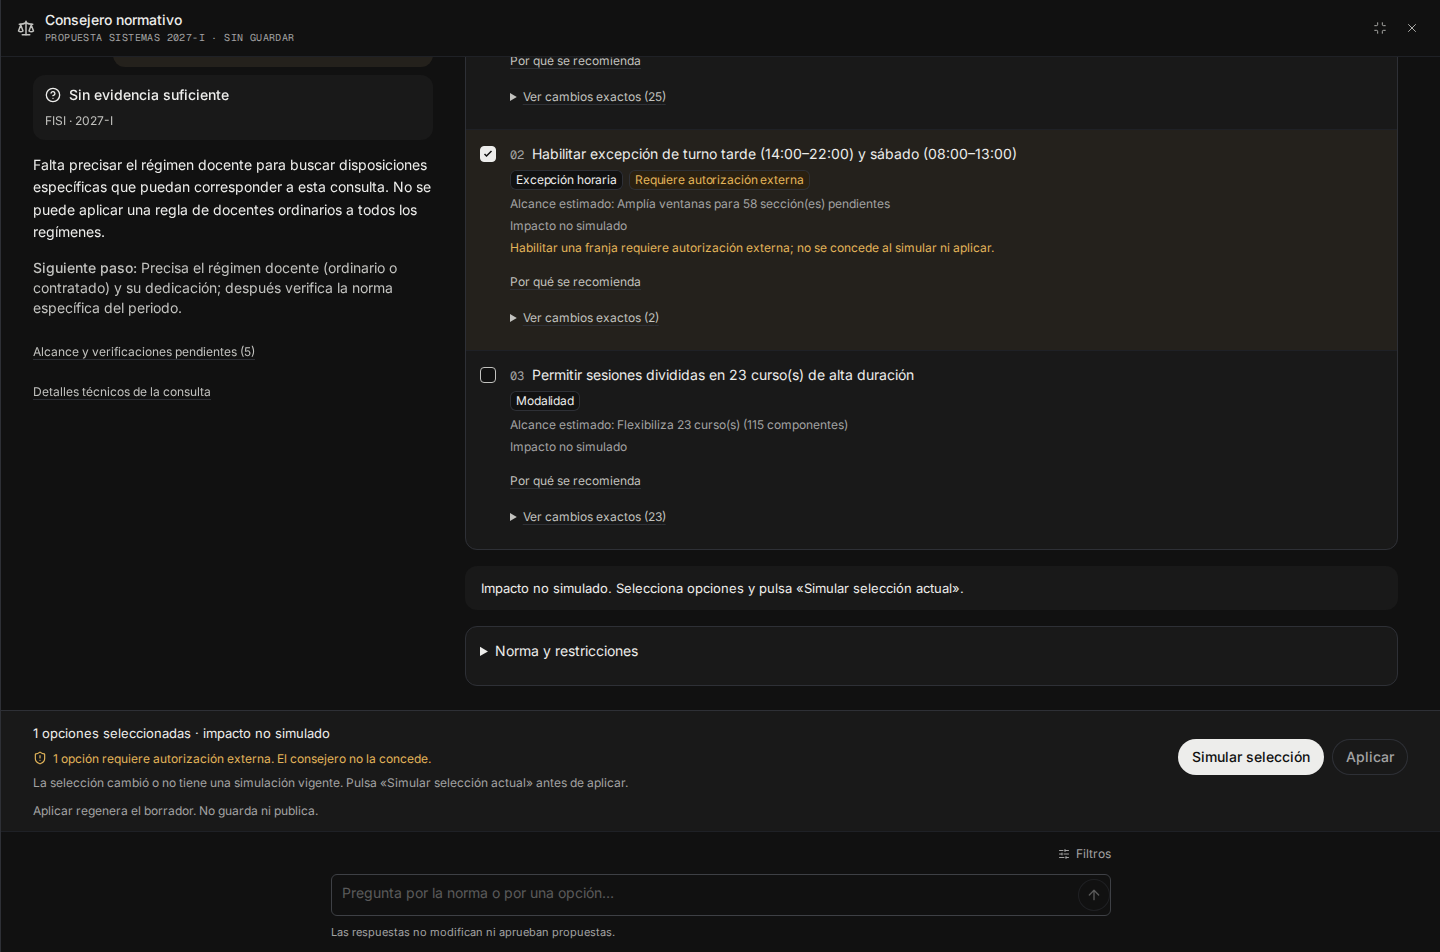 Consejero normativo
PROPUESTA SISTEMAS 2027-I · SIN GUARDAR
Sin evidencia suficiente
FISI · 2027-I
Falta precisar el régimen docente para buscar disposiciones
específicas que puedan corresponder a esta consulta. No se
puede aplicar una regla de docentes ordinarios a todos los
regímenes.
Siguiente paso: Precisa el régimen docente (ordinario o
contratado) y su dedicación; después verifica la norma
específica del periodo.
Alcance y verificaciones pendientes (5)
Detalles técnicos de la consulta
Por qué se recomienda
Ver cambios exactos (25)
02 Habilitar excepción de turno tarde (14:00–22:00) y sábado (08:00–13:00)
Excepción horaria Requiere autorización externa
Alcance estimado: Amplía ventanas para 58 sección(es) pendientes
Impacto no simulado
Habilitar una franja requiere autorización externa; no se concede al simular ni aplicar.
Por qué se recomienda
Ver cambios exactos (2)
03 Permitir sesiones divididas en 23 curso(s) de alta duración
Modalidad
Alcance estimado: Flexibiliza 23 curso(s) (115 componentes)
Impacto no simulado
Por qué se recomienda
Ver cambios exactos (23)
Impacto no simulado. Selecciona opciones y pulsa «Simular selección actual».
Norma y restricciones
1 opciones seleccionadas · impacto no simulado
1 opción requiere autorización externa. El consejero no la concede.
La selección cambió o no tiene una simulación vigente. Pulsa «Simular selección actual» antes de aplicar.
Aplicar regenera el borrador. No guarda ni publica.
Simular selección
Aplicar
Filtros
Pregunta por la norma o por una opción...
Las respuestas no modifican ni aprueban propuestas.